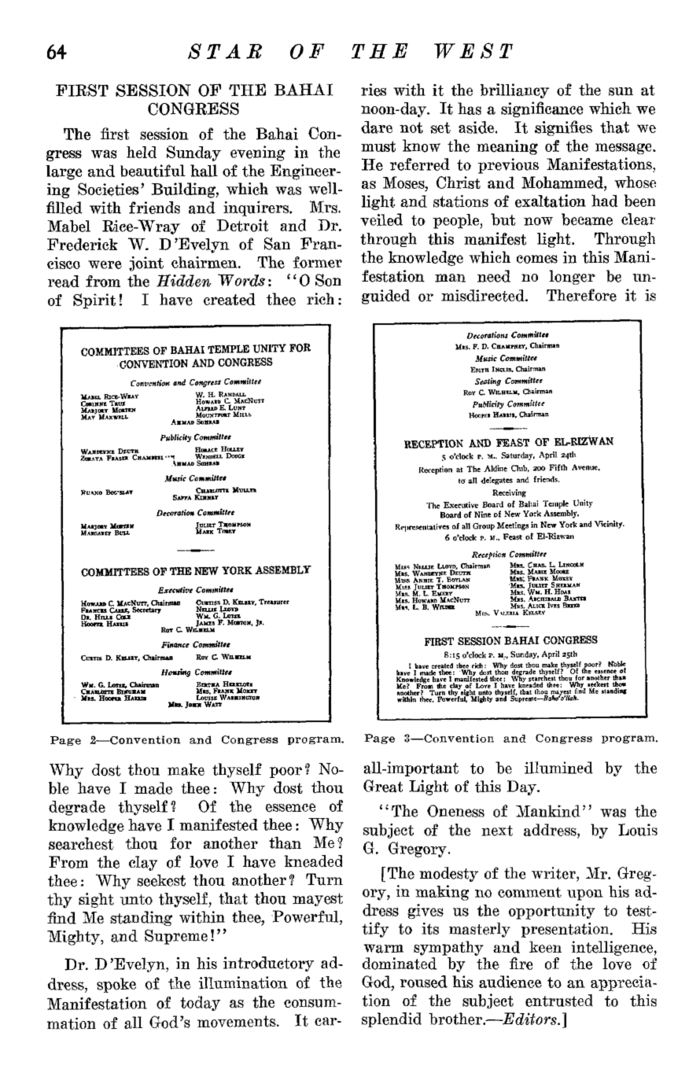 64 STAR OF THE WEST
FIRST SESSION OF THE BAHAI
CONGRESS
The first session of the Bahai Con-
gress was held Sunday evening in the
large and beautiful hall of the Engineer-
ing Societies' Building, which was well-
filled with friends and inquirers. Mrs.
Mabel Rice-Wray of Detroit and Dr.
Frederick W. D'Evelyn of San Fran-
cisco were joint chairmen. The former
read from the Hidden Words: "O Son
of Spirit! I have created thee rich:
COMMITTEES OF BAHAI TEMPLE UNITY FOR
CONVENTION AND CONGRESS
Convention and Congress Committee
MABEL RICE-WRAY W. H. RANDALL
CORINNE TRUE HOWARD C. MACNUTT
MARJORY MORTEN ALFRED E. LUNT
MAY MAXWELL MOUNTFORT MILLS
AHMAD SOHRAB
Publicity Committee
WANDEYNE DEUTH HORACE HOLLEY
ZORAYA FRASER CHAMBERL WENDELL DODGE
AHMAD SOHRAB
Music Committee
CHARLOTTE MULLER
SAFFA KINNEY
Decoration Committee
MARJORY MORTEN JULIET THOMPSON
MARGARET BULL MARK TOBEY
COMMITTEES OF THE NEW YORK ASSEMBLY
Executive Committee
HOWARD C. MACNUTT, Chairman CURTISS D. KELSEY, Treasurer
FRANCES CARRE, Secretary NELLIE LLOYD
DR. HILLS COLE WM. G. LOTZE
HOOPER HARRIS JAMES F. MORTON, JR.
ROY C. WILHELM
Finance Committee
CURTIS D. KELSEY, Chairman ROY C. WILHELM
Housing Committee
WM. G. LOTZE, Chairman BERTHA HERKLOTZ
CHARLOTTE BINGHAM MRS. FRANK MOREY
MRS. HOOPER HARRIS LOUISE WASHINGTON
MRS. JOHN WATT
Page 2—Convention and Congress program.
Why dost thou make thyself poor? No-
ble have I made thee: Why dost thou
degrade thyself? Of the essence of
knowledge have I manifested thee: Why
searchest thou for another than Me?
From the clay of love I have kneaded
thee: Why seekest thou another? Turn
thy sight unto thyself, that thou mayest
find Me standing within thee, Powerful,
Mighty, and Supreme!"
Dr. D'Evelyn, in his introductory ad-
dress, spoke of the illumination of the
Manifestation of today as the consum-
mation of all God's movements. It car-
ries with it the brilliancy of the sun at
noon-day. It has a significance which we
dare not set aside. It signifies that we
must know the meaning of the message.
He referred to previous Manifestations,
as Moses, Christ and Mohammed, whose
light and stations of exaltation had been
veiled to people, but now became clear
through this manifest light. Through
the knowledge which comes in this Mani-
festation man need no longer be un-
guided or misdirected. Therefore it is
Decorations Committee
MRS. F. D. CHAMPNEY, Chairman
Music Committee
EDITH INGLIS, Chairman
Seating Committee
ROY C. WILHELM, Chairman
Publicity Committee
HOOPER HARRIS, Chairman
RECEPTION AND FEAST OF EL-RIZWAN
5 o'clock P. M., Saturday, April 24th
Reception at The Aldine Club, 200 Fifth Avenue,
to all delegates and friends.
Receiving
The Executive Board of Bahai Temple Unity
Board of Nine of New York Assembly,
Representatives of all Group Meetings in New York and Vicinity.
6 o'clock P. M., Feast of El-Rizwan
Reception Committee
MISS NELLIE LLOYD, Chairman MRS. CHAS. L. LINCOLN
MRS. WANDEYNE DEUTH MRS. MARIE MOORE
MISS ANNIE T. BOYLAN MRS. FRANK MOREY
MISS JULIET THOMPSON MRS. JULIET SHERMAN
MRS. M. L. EMERY MRS. WM. H. HOAR
MRS. HOWARD MACNUTT MRS. ARCHIBALD BAXTER
MRS. L. B. WILDER MRS. ALICE IVES BREED
MRS. VALERIA KELSEY
FIRST SESSION BAHAI CONGRESS
8:15 o'clock P. M., Sunday, April 25th
I have created thee rich: Why dost thou make thyself poor? Noble
have I made thee: Why dost thou degrade thyself? Of the essence of
Knowledge have I manifested thee: Why searchest thou for another than
Me? From the clay of Love I have kneaded thee: Why seekest thou
another? Turn thy sight unto thyself, that thou mayest find Me standing
within thee, Powerful, Mighty and Supreme—Baha'o'llah.
Page 3—Convention and Congress program.
all-important to be illumined by the
Great Light of this Day.
"The Oneness of Mankind" was the
subject of the next address, by Louis
G. Gregory.
[The modesty of the writer, Mr. Greg-
ory, in making no comment upon his ad-
dress gives us the opportunity to test-
tify to its masterly presentation. His
warm sympathy and keen intelligence,
dominated by the fire of the love of
God, roused his audience to an apprecia-
tion of the subject entrusted to this
splendid brother.—Editors.]